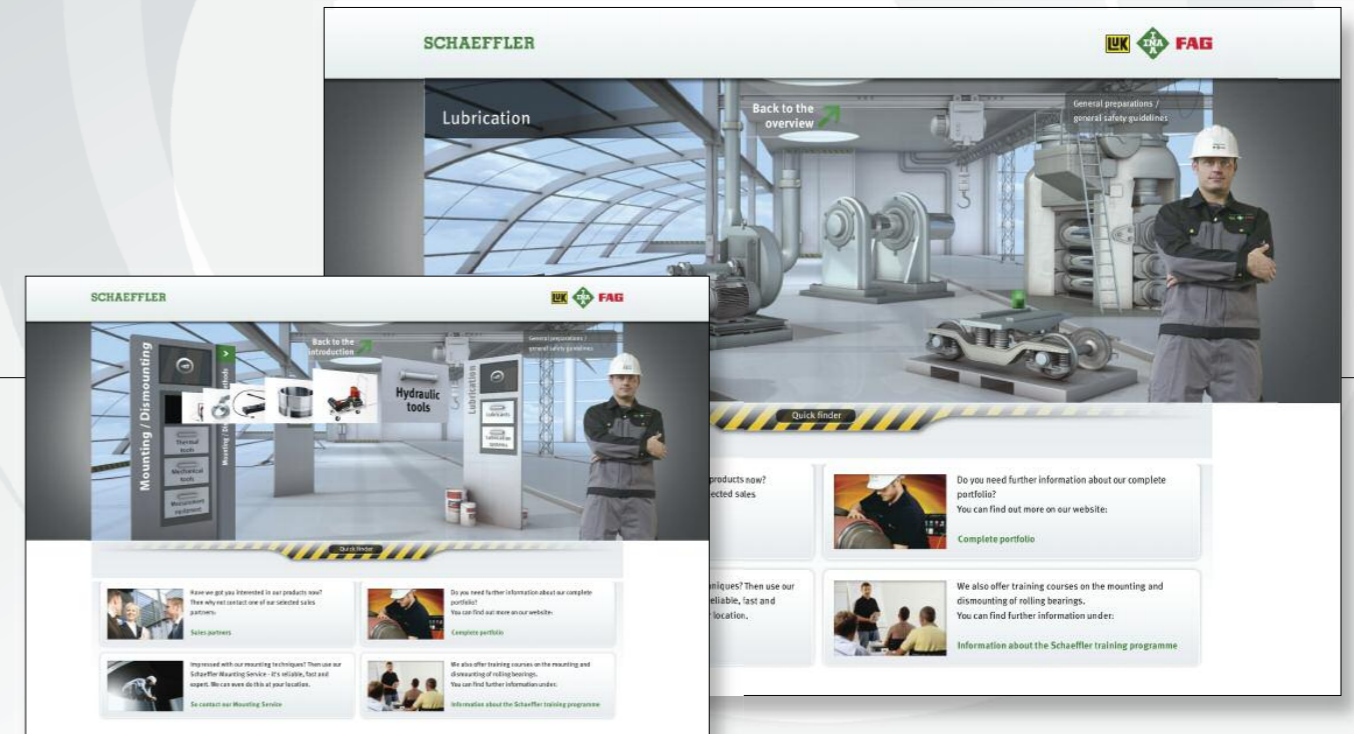 SCHAEFFLER
LUK INA FAG
Lubrication
Back to the
overview
General preparations /
general safety guidelines
Quick finder
products now?
ected sales
Do you need further information about our complete
portfolio?
You can find out more on our website:
Complete portfolio
niques? Then use our
eliable, fast and
location.
We also offer training courses on the mounting and
dismounting of rolling bearings.
You can find further information under:
Information about the Schaeffler training programme
SCHAEFFLER
LUK INA FAG
Mounting / Dismounting
Back to the
introduction
General preparations /
general safety guidelines
Thermal
tools
Mechanical
tools
Measurement
Hydraulic
tools
Lubrication
Lubricants
Lubrication
systems
Quick finder
Have we got you interested in our products now?
Then why not contact one of our selected sales
partners:
Sales partners
Do you need further information about our complete
portfolio?
You can find out more on our website:
Complete portfolio
Impressed with our mounting techniques? Then use our
Schaeffler Mounting Service - it's reliable, fast and
expert. We can even do this at your location.
So contact our Mounting Service
We also offer training courses on the mounting and
dismounting of rolling bearings.
You can find further information under:
Information about the Schaeffler training programme